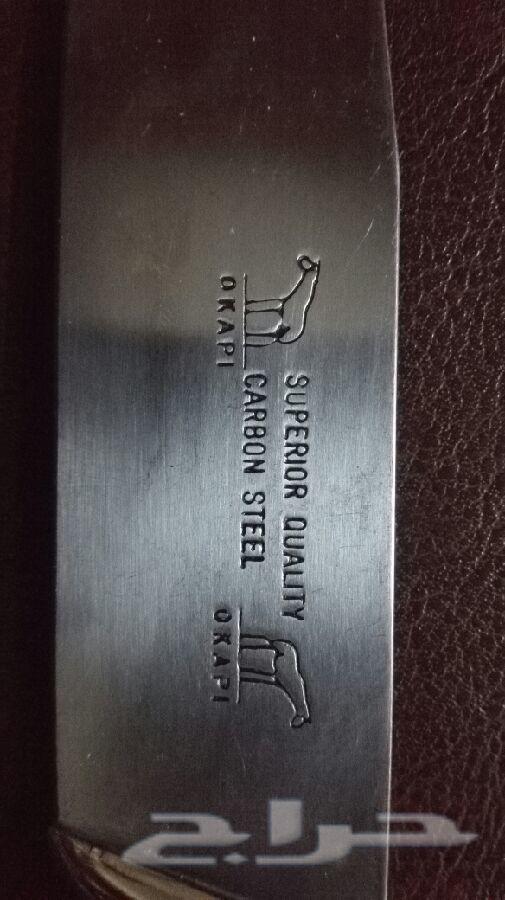 SUPERIOR QUALITY
CARBON STEEL
OKAPI
OKAPI
حراج